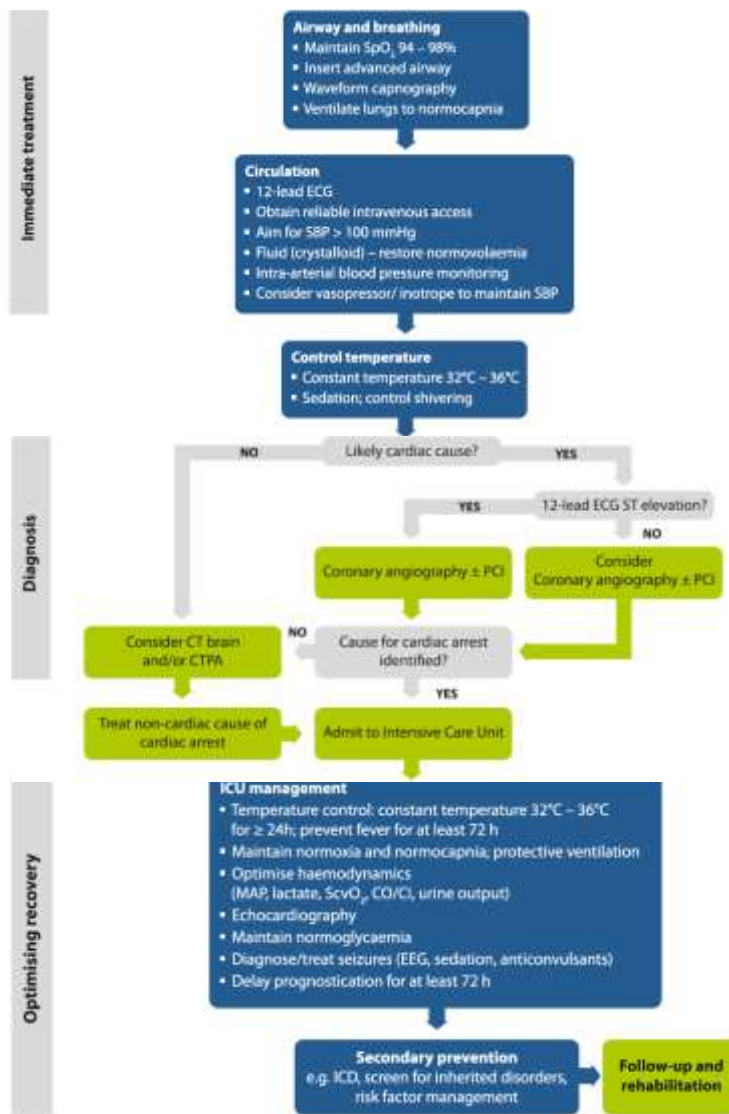 Immediate treatment
Airway and breathing
▪ Maintain SpO₂ 94 – 98%
▪ Insert advanced airway
▪ Waveform capnography
▪ Ventilate lungs to normocapnia
Circulation
▪ 12-lead ECG
▪ Obtain reliable intravenous access
▪ Aim for SBP > 100 mmHg
▪ Fluid (crystalloid) – restore normovolaemia
▪ Intra-arterial blood pressure monitoring
▪ Consider vasopressor/ inotrope to maintain SBP
Control temperature
▪ Constant temperature 32°C – 36°C
▪ Sedation; control shivering
Diagnosis
NO
Likely cardiac cause?
YES
YES
12-lead ECG ST elevation?
NO
Coronary angiography ± PCI
Consider
Coronary angiography ± PCI
Consider CT brain
and/or CTPA
NO
Cause for cardiac arrest
identified?
YES
Treat non-cardiac cause of
cardiac arrest
Admit to Intensive Care Unit
Optimising recovery
ICU management
▪ Temperature control: constant temperature 32°C – 36°C
for ≥ 24h; prevent fever for at least 72 h
▪ Maintain normoxia and normocapnia; protective ventilation
▪ Optimise haemodynamics
(MAP, lactate, ScvO₂, CO/CI, urine output)
▪ Echocardiography
▪ Maintain normoglycaemia
▪ Diagnose/treat seizures (EEG, sedation, anticonvulsants)
▪ Delay prognostication for at least 72 h
Secondary prevention
e.g. ICD, screen for inherited disorders,
risk factor management
Follow-up and
rehabilitation